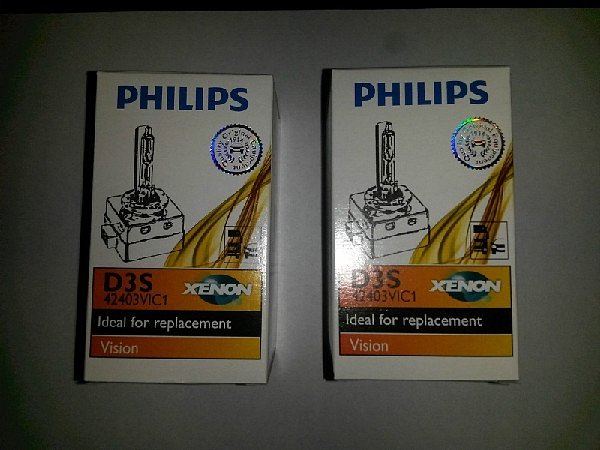 PHILIPS
D3S
42403VIC1
XENON
Ideal for replacement
Vision
PHILIPS
D3S
42403VIC1
XENON
Ideal for replacement
Vision